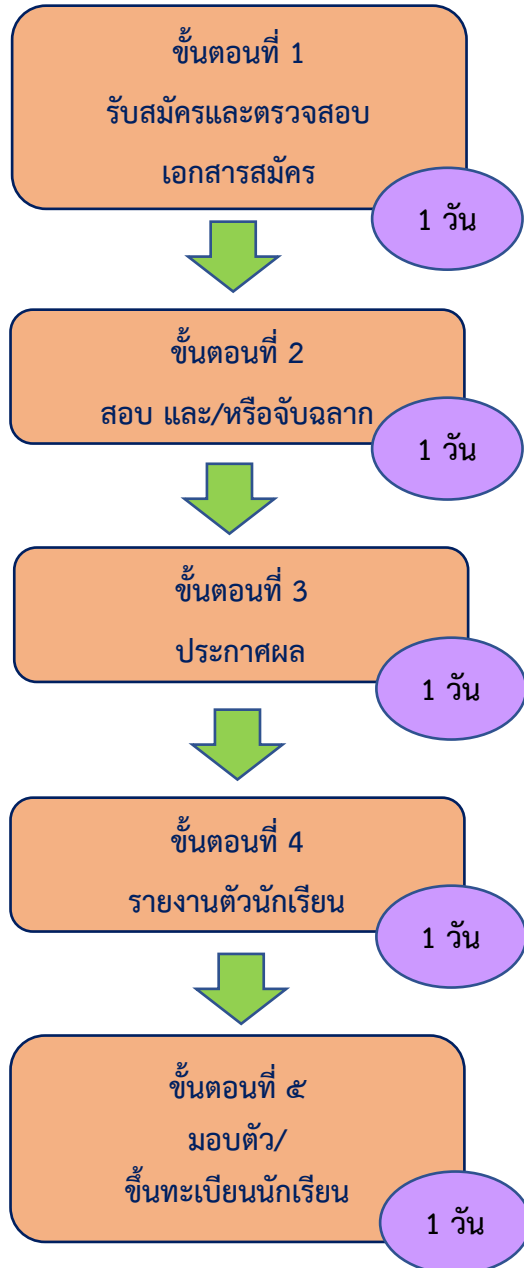 ขั้นตอนที่ 1
รับสมัครและตรวจสอบ
เอกสารสมัคร
1 วัน
ขั้นตอนที่ 2
สอบ และ/หรือจับฉลาก
1 วัน
ขั้นตอนที่ 3
ประกาศผล
1 วัน
ขั้นตอนที่ 4
รายงานตัวนักเรียน
1 วัน
ขั้นตอนที่ ๕
มอบตัว/
ขึ้นทะเบียนนักเรียน
1 วัน